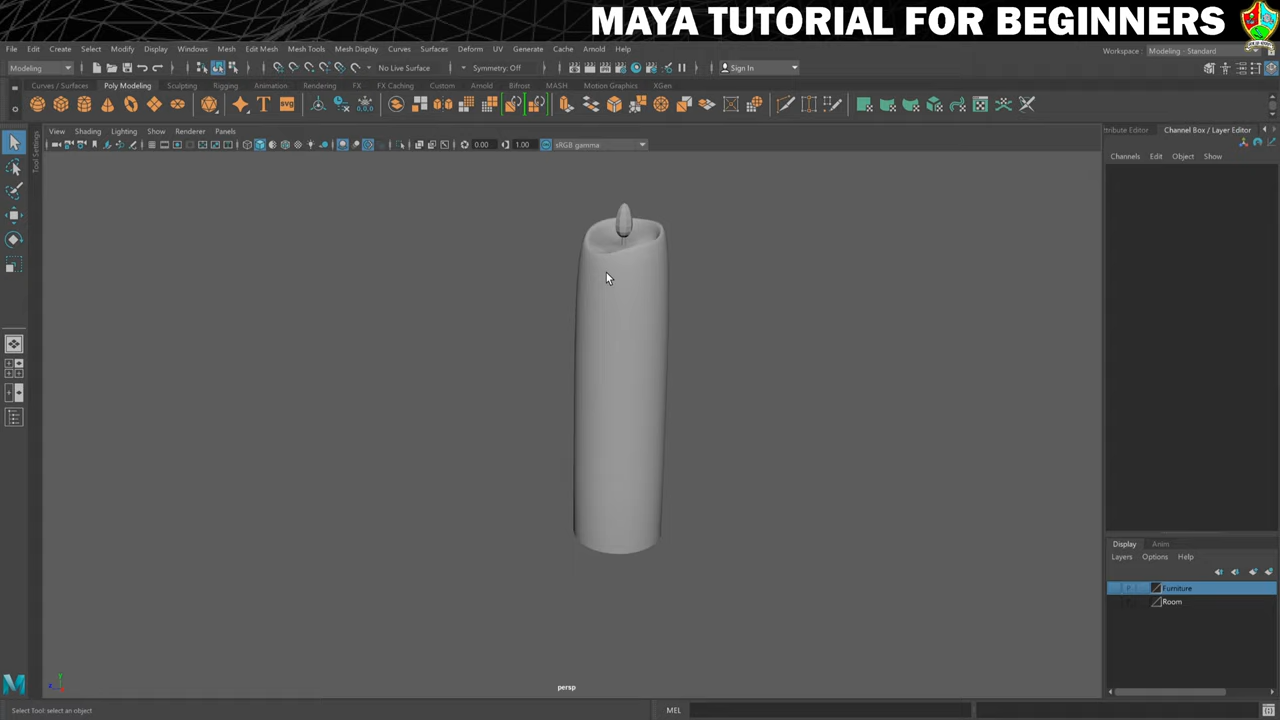 MAYA TUTORIAL FOR BEGINNERS
File Edit Create Select Modify Display Windows Mesh Edit Mesh Mesh Tools Mesh Display Curves Surfaces Deform UV Generate Cache Arnold Help
Workspace : Modeling - Standard
Modeling No Live Surface Symmetry: Off Sign In
Curves / Surfaces Poly Modeling Sculpting Rigging Animation Rendering FX FX Caching Custom Arnold Bifrost MASH Motion Graphics XGen
View Shading Lighting Show Renderer Panels
0.00 1.00 sRGB gamma
Tool Settings
ttribute Editor Channel Box / Layer Editor
Channels Edit Object Show
Display Anim
Layers Options Help
P Furniture
Room
persp
Select Tool: select an object
MEL